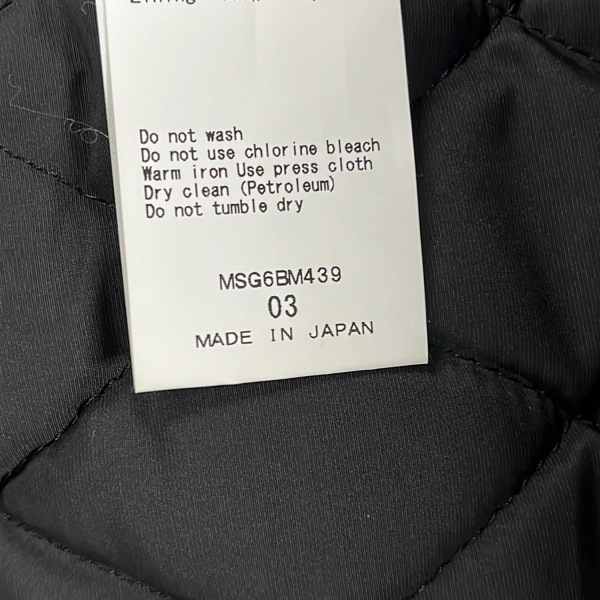 Do not wash
Do not use chlorine bleach
Warm iron Use press cloth
Dry clean (Petroleum)
Do not tumble dry
MSG6BM439
03
MADE IN JAPAN